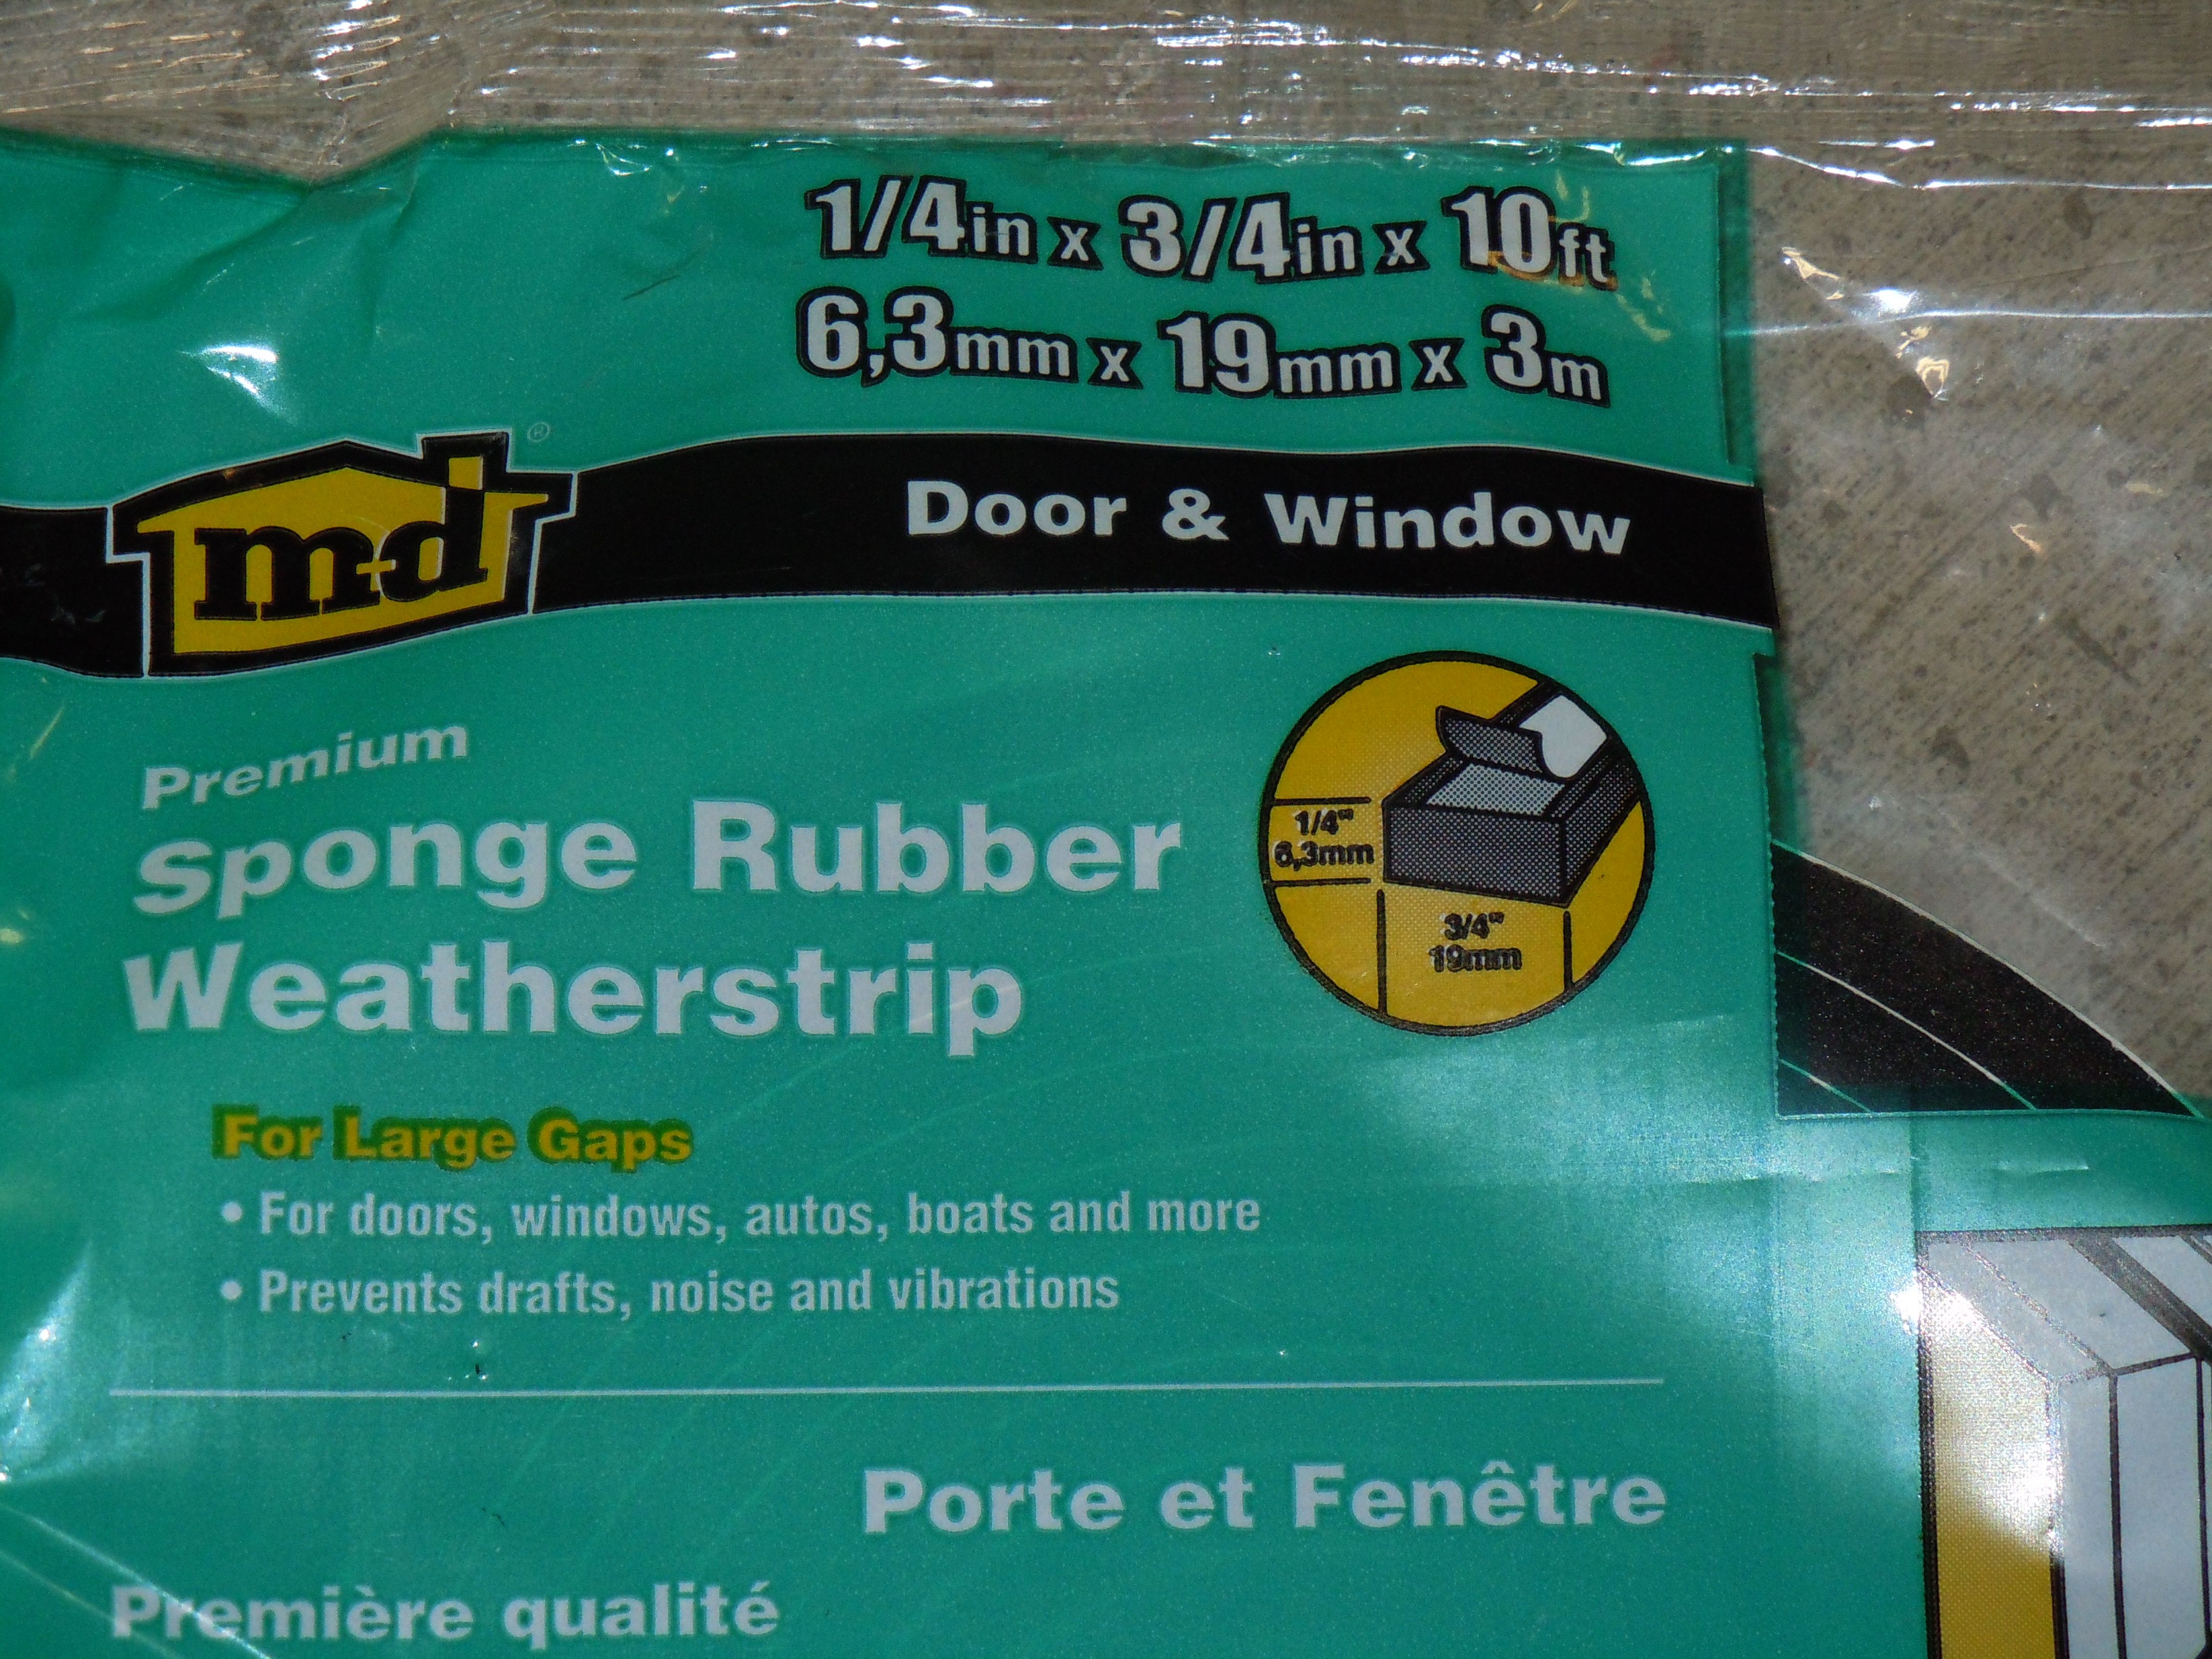 1/4in x 3/4in x 10ft
6,3mm x 19mm x 3m
m-d®
Door & Window
Premium
Sponge Rubber
Weatherstrip
1/4"
6,3mm
3/4"
19mm
For Large Gaps
• For doors, windows, autos, boats and more
• Prevents drafts, noise and vibrations
Porte et Fenêtre
Première qualité